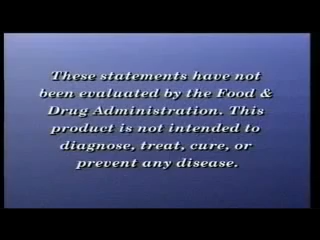 These statements have not
been evaluated by the Food &
Drug Administration. This
product is not intended to
diagnose, treat, cure, or
prevent any disease.